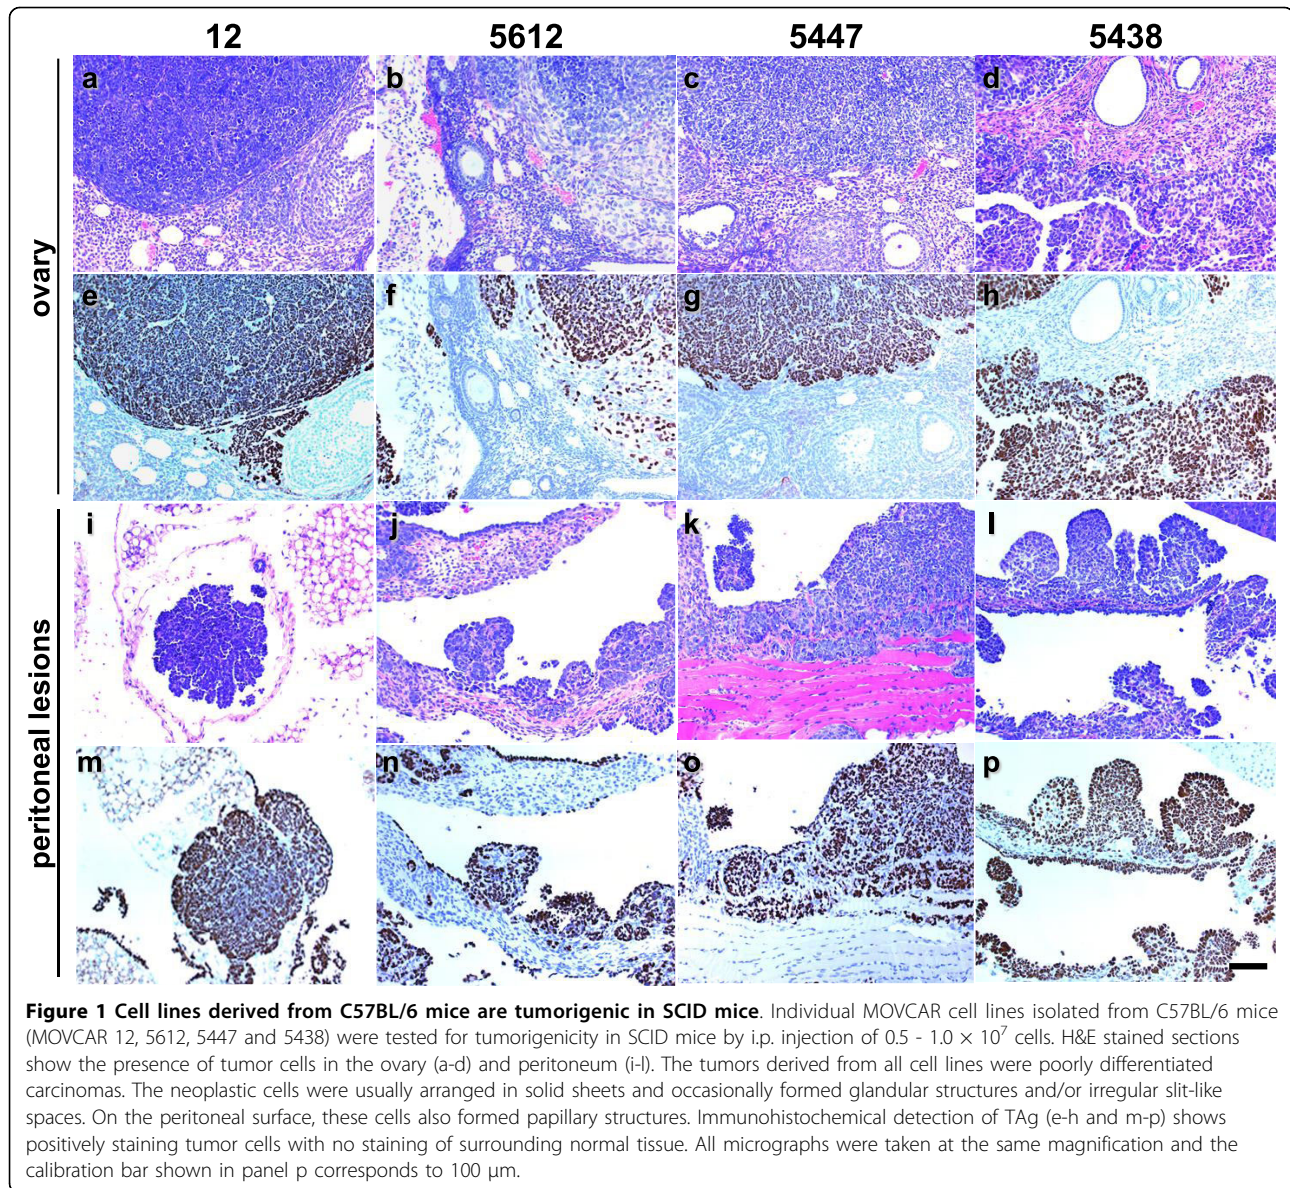 12 5612 5447 5438
ovary
a b c d
e f g h
peritoneal lesions
i j k l
m n o p
Figure 1 Cell lines derived from C57BL/6 mice are tumorigenic in SCID mice. Individual MOVCAR cell lines isolated from C57BL/6 mice
(MOVCAR 12, 5612, 5447 and 5438) were tested for tumorigenicity in SCID mice by i.p. injection of 0.5 - 1.0 × 10⁷ cells. H&E stained sections
show the presence of tumor cells in the ovary (a-d) and peritoneum (i-l). The tumors derived from all cell lines were poorly differentiated
carcinomas. The neoplastic cells were usually arranged in solid sheets and occasionally formed glandular structures and/or irregular slit-like
spaces. On the peritoneal surface, these cells also formed papillary structures. Immunohistochemical detection of TAg (e-h and m-p) shows
positively staining tumor cells with no staining of surrounding normal tissue. All micrographs were taken at the same magnification and the
calibration bar shown in panel p corresponds to 100 μm.